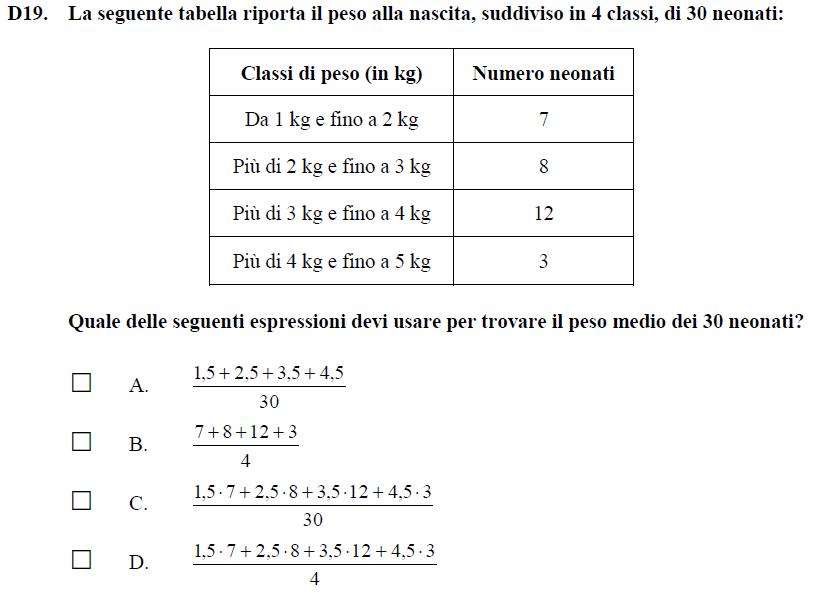 D19. La seguente tabella riporta il peso alla nascita, suddiviso in 4 classi, di 30 neonati:
Classi di peso (in kg) Numero neonati
Da 1 kg e fino a 2 kg 7
Più di 2 kg e fino a 3 kg 8
Più di 3 kg e fino a 4 kg 12
Più di 4 kg e fino a 5 kg 3
Quale delle seguenti espressioni devi usare per trovare il peso medio dei 30 neonati?
A. 1,5 + 2,5 + 3,5 + 4,5
30
B. 7 + 8 + 12 + 3
4
C. 1,5 · 7 + 2,5 · 8 + 3,5 · 12 + 4,5 · 3
30
D. 1,5 · 7 + 2,5 · 8 + 3,5 · 12 + 4,5 · 3
4